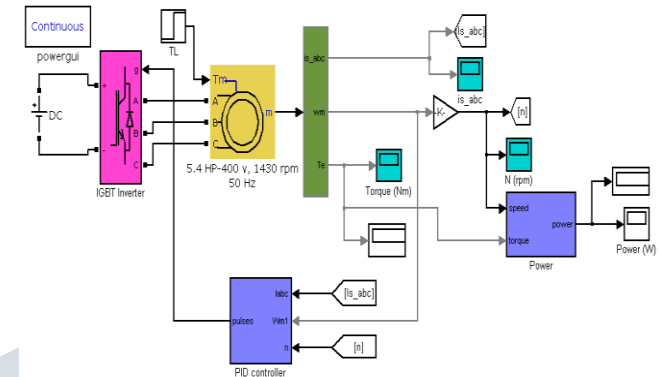 Continuous
powergui
TL
DC
+
-
g
A
B
C
IGBT Inverter
Tm
A
B
C
m
5.4 HP-400 v, 1430 rpm
50 Hz
is_abc
wm
Te
[Is_abc]
is_abc
-K-
[n]
N (rpm)
Torque (Nm)
speed
torque
power
Power
Power (W)
pulses
Iabc
Wm1
n
PID controller
[Is_abc]
[n]